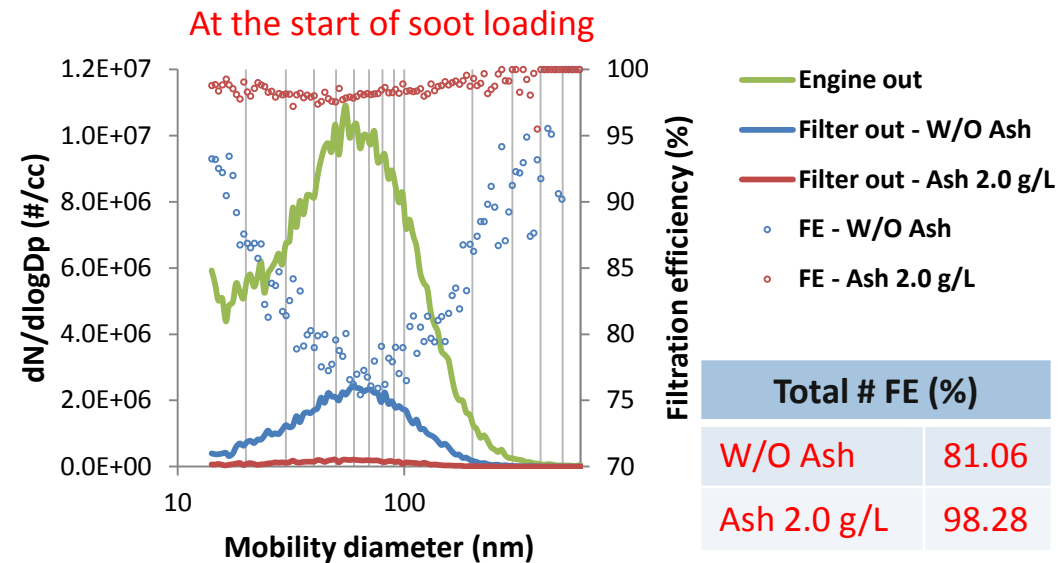 At the start of soot loading
1.2E+07
1.0E+07
8.0E+06
6.0E+06
4.0E+06
2.0E+06
0.0E+00
dN/dlogDp (#/cc)
10
100
Mobility diameter (nm)
100
95
90
85
80
75
70
Filtration efficiency (%)
Engine out
Filter out - W/O Ash
Filter out - Ash 2.0 g/L
FE - W/O Ash
FE - Ash 2.0 g/L
Total # FE (%)
W/O Ash 81.06
Ash 2.0 g/L 98.28